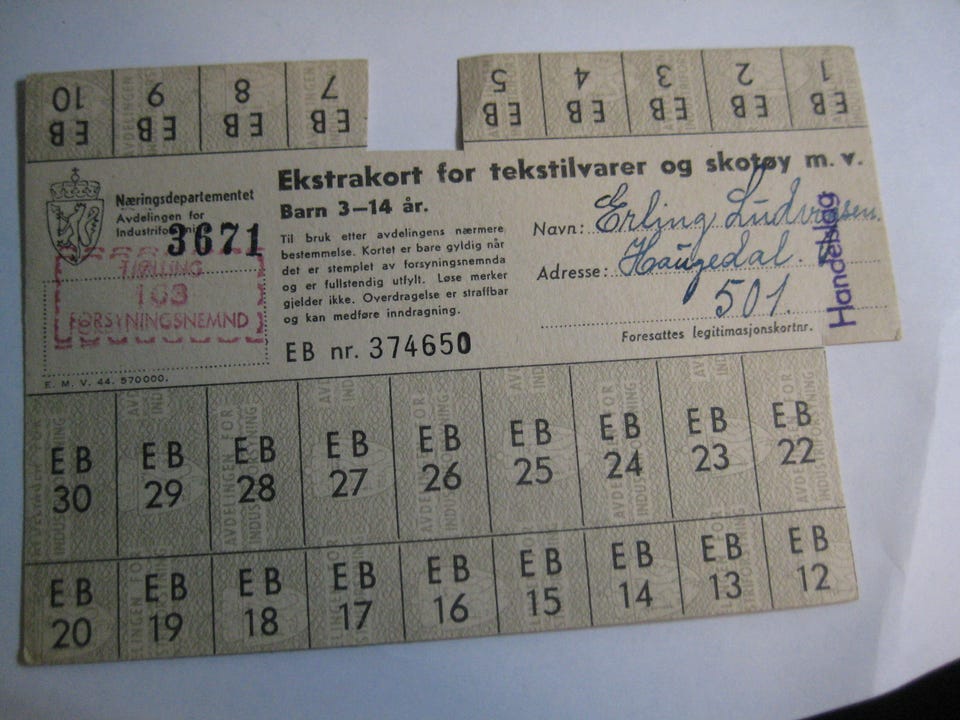 10 9 8 7 5 4 3 2 1
EB EB EB EB EB EB EB EB EB
Ekstrakort for tekstilvarer og skotøy m. v.
Barn 3—14 år.
Næringsdepartementet
Avdelingen for
3671
TJØLLING
163
FORSYNINGSNEMND
E. M. V. 44. 570000.
Til bruk etter avdelingens nærmere
bestemmelse. Kortet er bare gyldig når
det er stemplet av forsyningsnemnda
og er fullstendig utfylt. Løse merker
gjelder ikke. Overdragelse er straffbar
og kan medføre inndragning.
EB nr. 374650
Navn: Erling Ludvigsen.
Adresse: Haugedal.
501.
Foresattes legitimasjonskortnr.
Handelslag
EB EB EB EB EB EB EB EB EB
30 29 28 27 26 25 24 23 22
EB EB EB EB EB EB EB EB EB
20 19 18 17 16 15 14 13 12